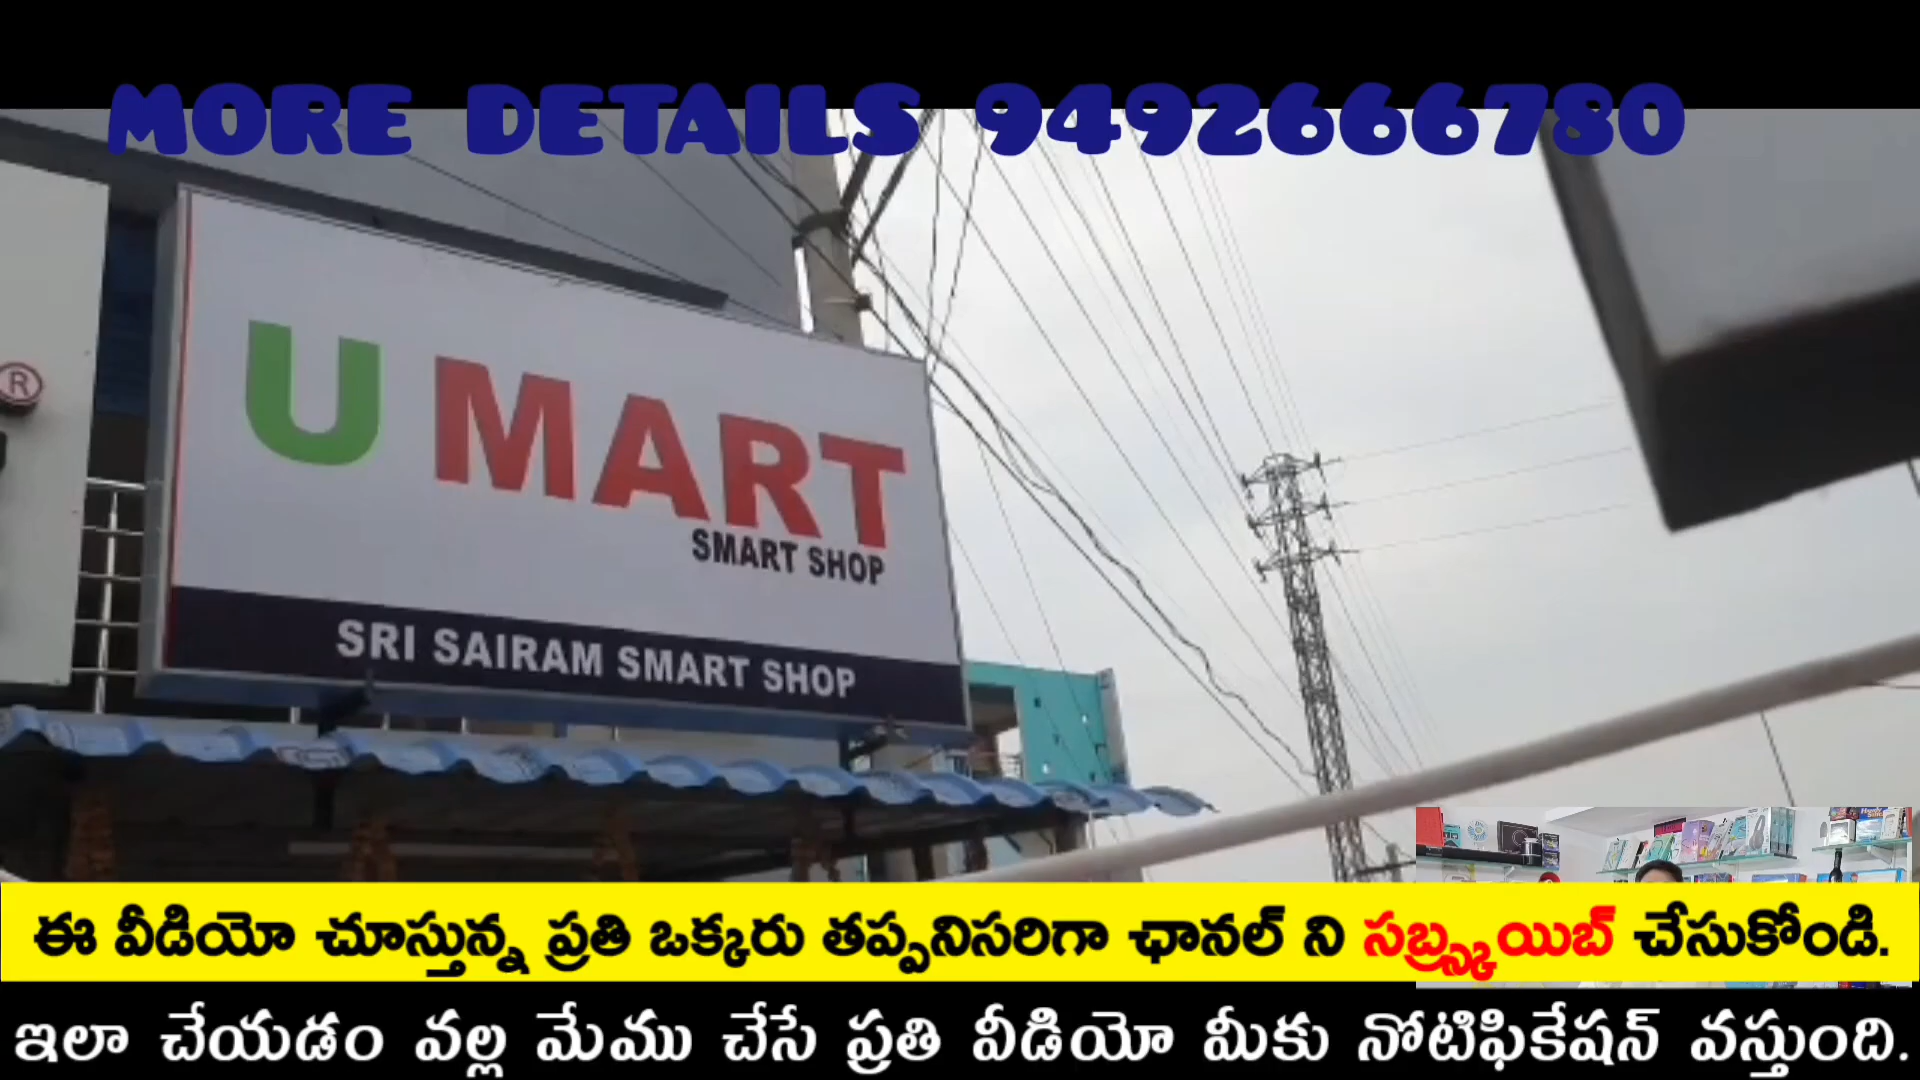 MORE DETAILS 9492666780
®
U MART
SMART SHOP
SRI SAIRAM SMART SHOP
ఈ వీడియో చూస్తున్న ప్రతి ఒక్కరు తప్పనిసరిగా ఛానల్ ని సబ్స్క్రయిబ్ చేసుకోండి.
ఇలా చేయడం వల్ల మేము చేసే ప్రతి వీడియో మీకు నోటిఫికేషన్ వస్తుంది.